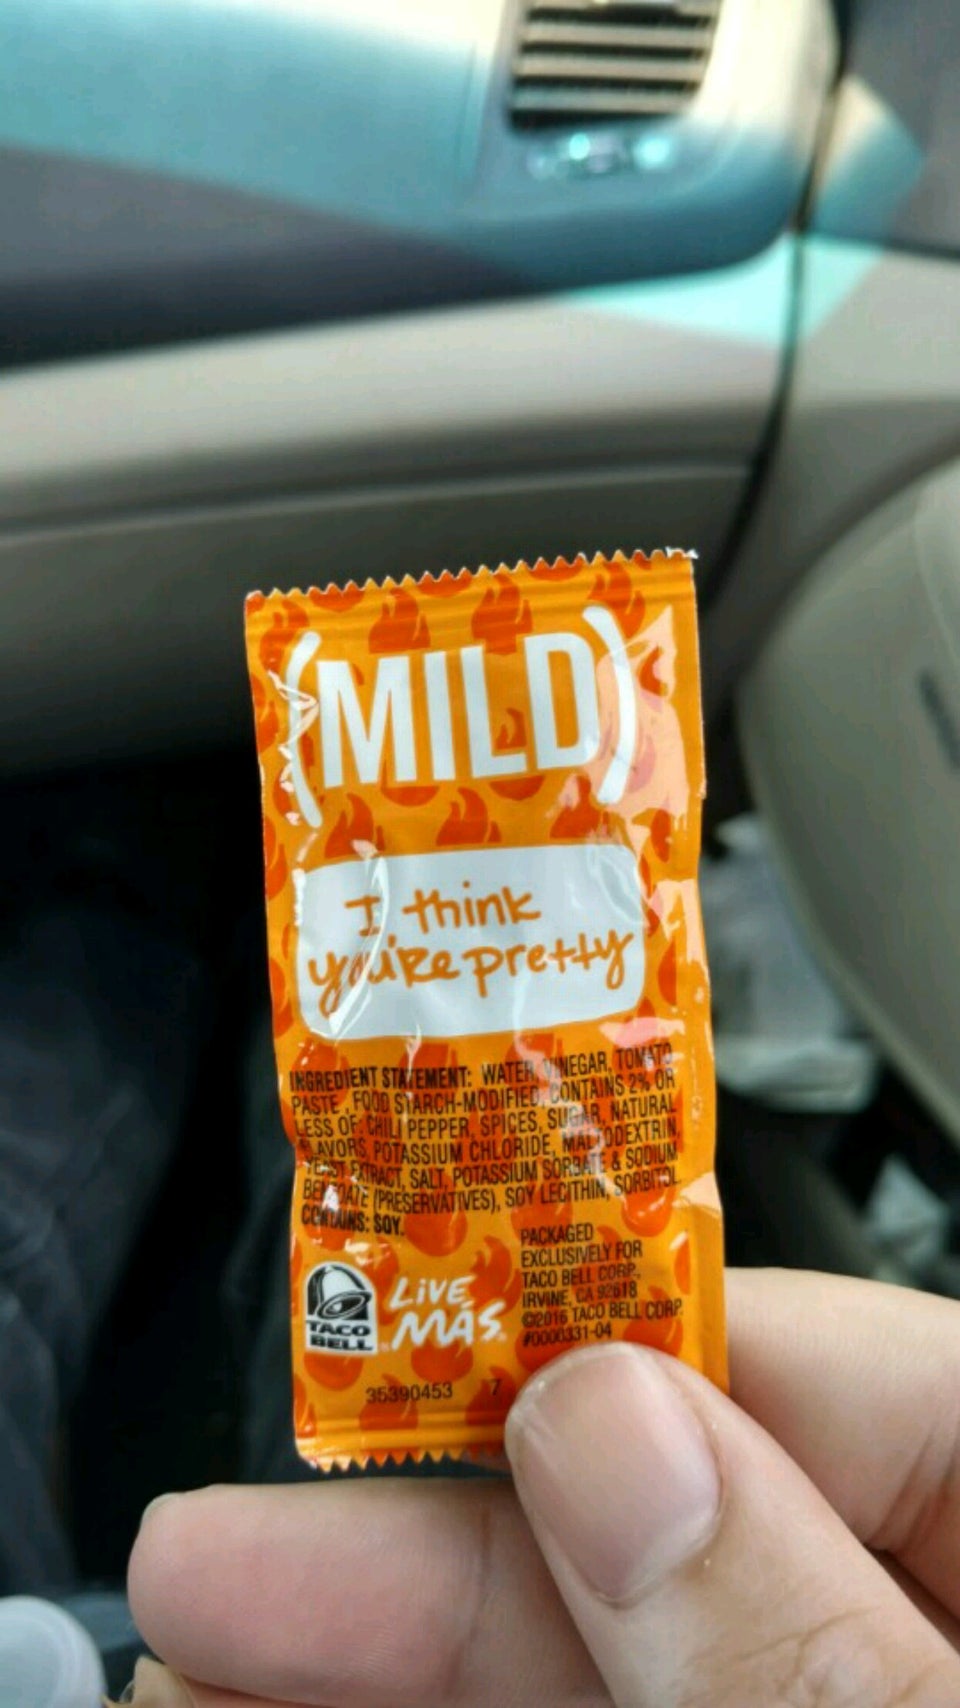 (MILD)
I think
you're pretty
INGREDIENT STATEMENT: WATER, VINEGAR, TOMATO
PASTE, FOOD STARCH-MODIFIED, CONTAINS 2% OR
LESS OF: CHILI PEPPER, SPICES, SUGAR, NATURAL
FLAVORS, POTASSIUM CHLORIDE, MALTODEXTRIN,
YEAST EXTRACT, SALT, POTASSIUM SORBATE & SODIUM
BENZOATE (PRESERVATIVES), SOY LECITHIN, SORBITOL.
CONTAINS: SOY.
PACKAGED
EXCLUSIVELY FOR
TACO BELL CORP.,
IRVINE, CA 92618
©2016 TACO BELL CORP.
#0000331-04
TACO
BELL®
LIVE
MÁS®
35390453 7